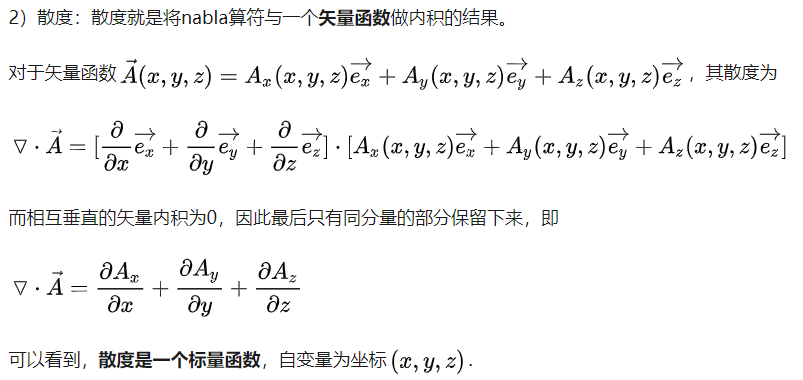 2）散度：散度就是将nabla算符与一个矢量函数做内积的结果。
对于矢量函数 $\vec{A}(x,y,z)=A_x(x,y,z)\overrightarrow{e_x}+A_y(x,y,z)\overrightarrow{e_y}+A_z(x,y,z)\overrightarrow{e_z}$，其散度为
$\nabla\cdot\vec{A}=[\frac{\partial}{\partial x}\overrightarrow{e_x}+\frac{\partial}{\partial y}\overrightarrow{e_y}+\frac{\partial}{\partial z}\overrightarrow{e_z}]\cdot[A_x(x,y,z)\overrightarrow{e_x}+A_y(x,y,z)\overrightarrow{e_y}+A_z(x,y,z)\overrightarrow{e_z}]$
而相互垂直的矢量内积为0，因此最后只有同分量的部分保留下来，即
$\nabla\cdot\vec{A}=\frac{\partial A_x}{\partial x}+\frac{\partial A_y}{\partial y}+\frac{\partial A_z}{\partial z}$
可以看到，散度是一个标量函数，自变量为坐标 $(x,y,z)$.